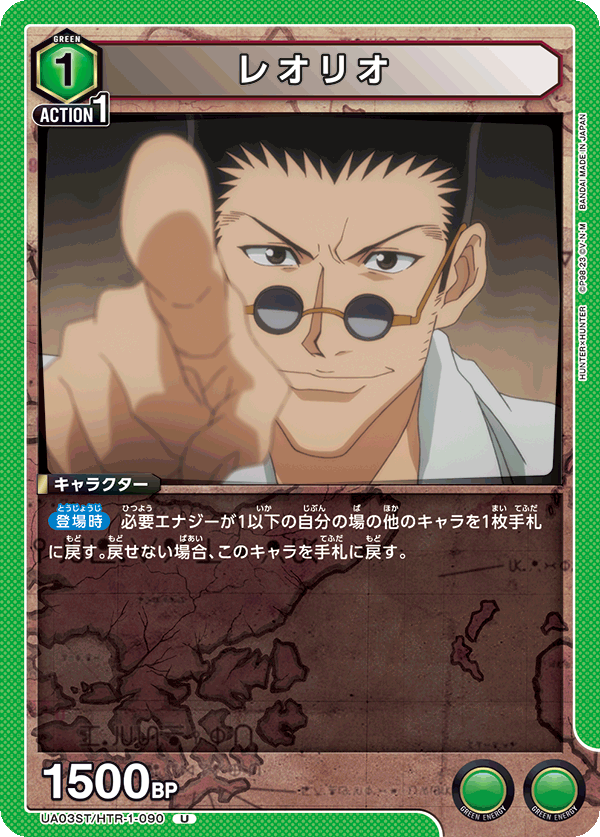 GREEN
1
レオリオ
ACTION1
キャラクター
登場時 必要エナジーが1以下の自分の場の他のキャラを1枚手札
に戻す。戻せない場合、このキャラを手札に戻す。
1500BP
GREEN ENERGY
GREEN ENERGY
UA03ST/HTR-1-090 U
HUNTER×HUNTER ©P98-23 ©V·N·M BANDAI MADE IN JAPAN